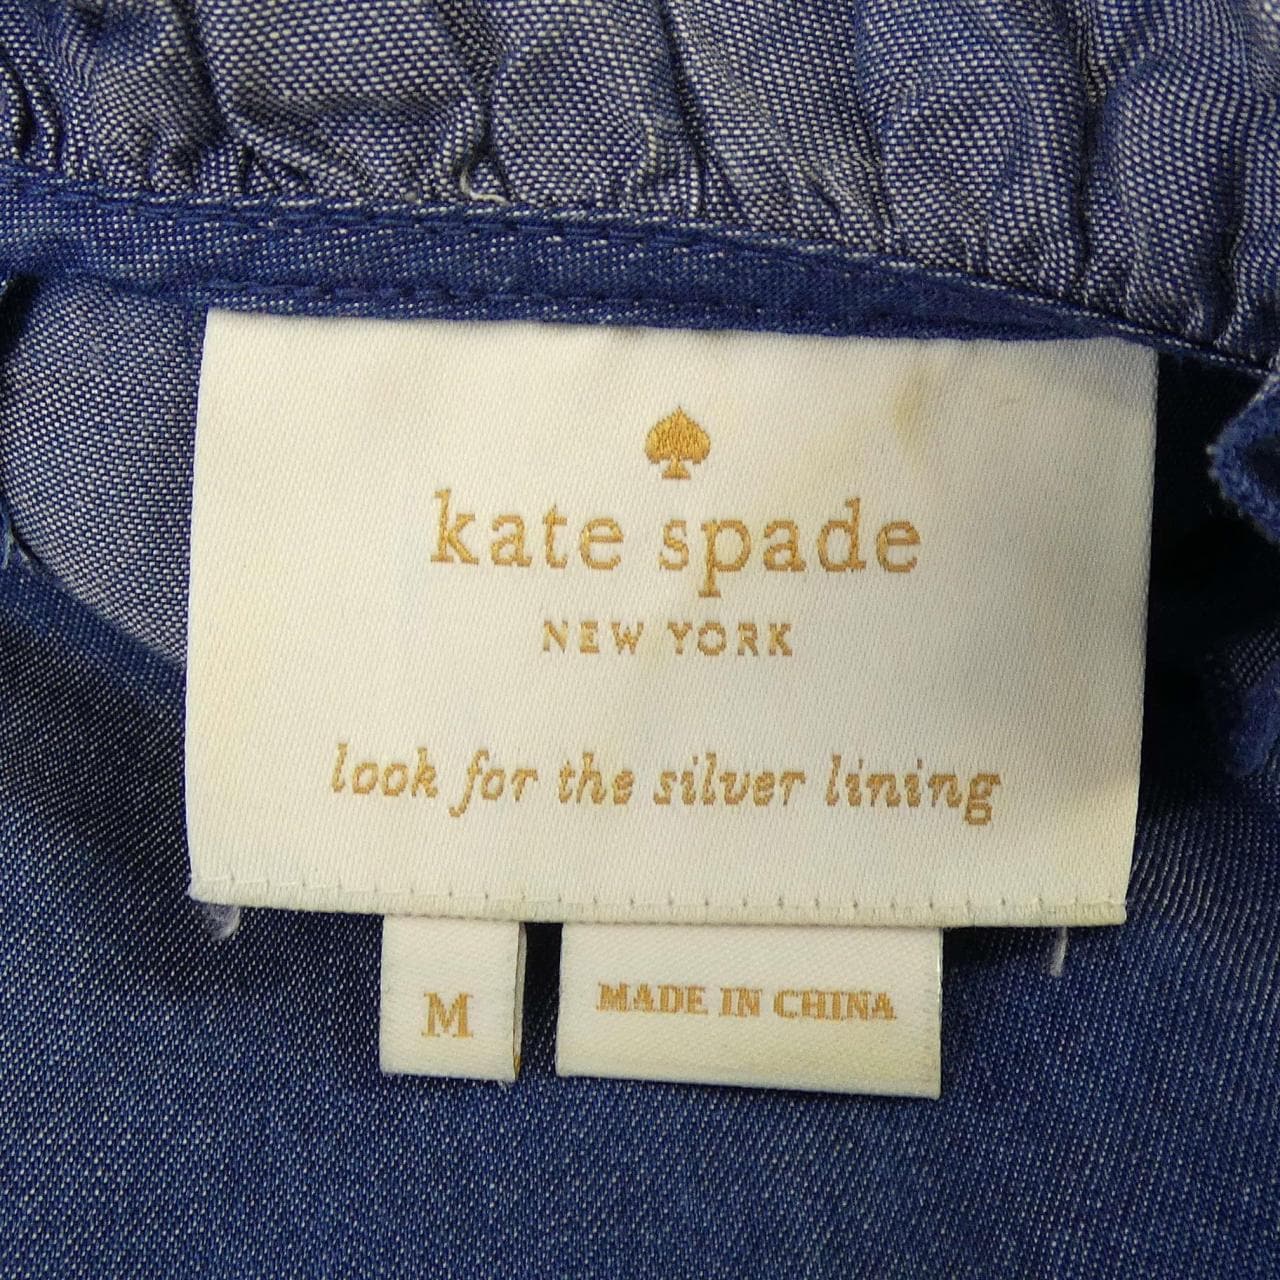 kate spade
NEW YORK
look for the silver lining
M
MADE IN CHINA